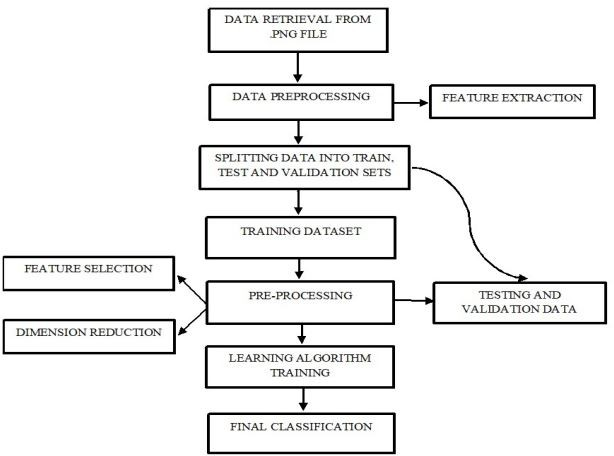 DATA RETRIEVAL FROM
.PNG FILE
DATA PREPROCESSING
FEATURE EXTRACTION
SPLITTING DATA INTO TRAIN,
TEST AND VALIDATION SETS
TRAINING DATASET
FEATURE SELECTION
PRE-PROCESSING
TESTING AND
VALIDATION DATA
DIMENSION REDUCTION
LEARNING ALGORITHM
TRAINING
FINAL CLASSIFICATION